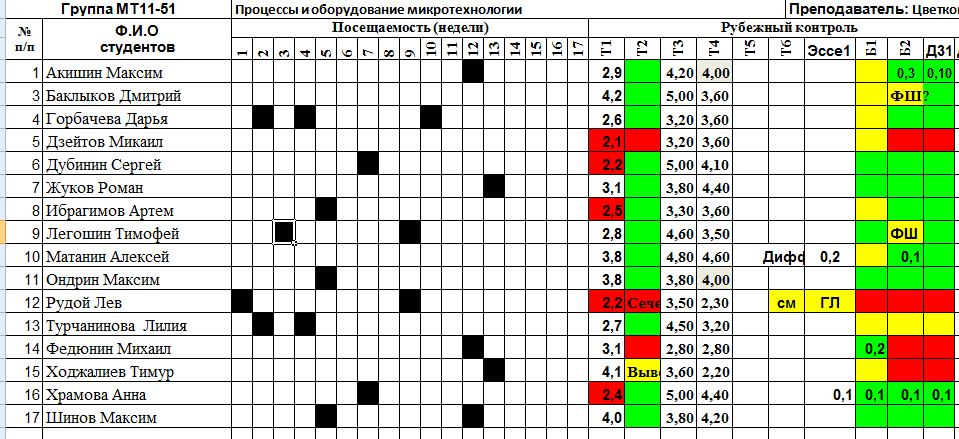 Группа МТ11-51 Процессы и оборудование микротехнологии Преподаватель: Цветко
№ п/п Ф.И.О студентов Посещаемость (недели) Рубежный контроль
1 2 3 4 5 6 7 8 9 10 11 12 13 14 15 16 17 Т1 Т2 Т3 Т4 Т5 Т6 Эссе1 Б1 Б2 Д31
1 Акишин Максим 2,9 4,20 4,00 0,3 0,10
3 Баклыков Дмитрий 4,2 5,00 3,60 ФШ?
4 Горбачева Дарья 2,6 3,20 3,60
5 Дзейтов Микаил 2,1 3,20 3,60
6 Дубинин Сергей 2,2 5,00 4,10
7 Жуков Роман 3,1 3,80 4,40
8 Ибрагимов Артем 2,5 3,30 3,60
9 Легошин Тимофей 2,8 4,60 3,50 ФШ
10 Матанин Алексей 3,8 4,80 4,60 Дифф 0,2 0,1
11 Ондрин Максим 3,8 3,80 4,00
12 Рудой Лев 2,2 Сече 3,50 2,30 см ГЛ
13 Турчанинова Лилия 2,7 4,50 3,20
14 Федюнин Михаил 3,1 2,80 2,80 0,2
15 Ходжалиев Тимур 4,1 Выво 3,60 2,20
16 Храмова Анна 2,4 5,00 4,40 0,1 0,1 0,1 0,1
17 Шинов Максим 4,0 3,80 4,20